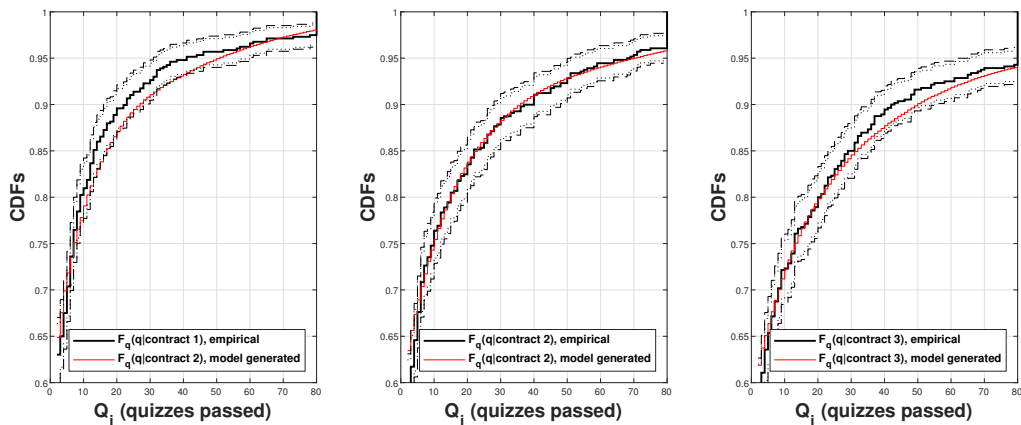 CDFs
1
0.95
0.9
0.85
0.8
0.75
0.7
0.65
0.6
F_q(q|contract 1), empirical
F_q(q|contract 2), model generated
0 10 20 30 40 50 60 70 80
Q_i (quizzes passed)
CDFs
1
0.95
0.9
0.85
0.8
0.75
0.7
0.65
0.6
F_q(q|contract 2), empirical
F_q(q|contract 2), model generated
0 10 20 30 40 50 60 70 80
Q_i (quizzes passed)
CDFs
1
0.95
0.9
0.85
0.8
0.75
0.7
0.65
0.6
F_q(q|contract 3), empirical
F_q(q|contract 3), model generated
0 10 20 30 40 50 60 70 80
Q_i (quizzes passed)